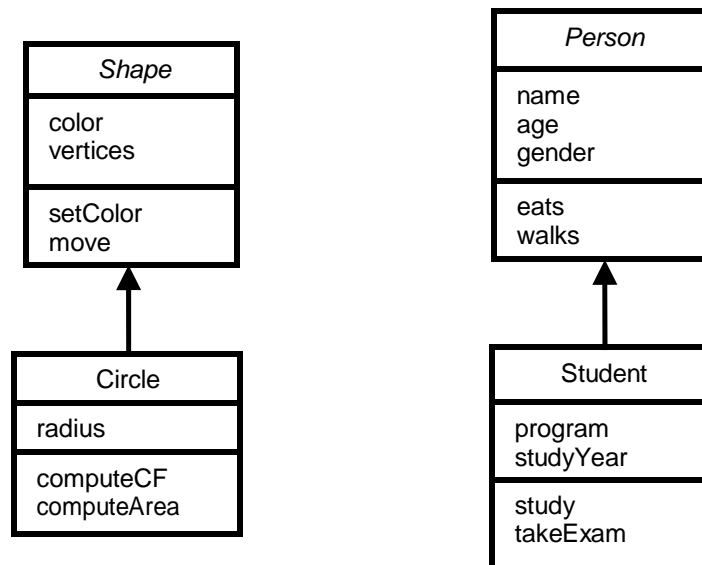 Shape
color
vertices
setColor
move
Circle
radius
computeCF
computeArea
Person
name
age
gender
eats
walks
Student
program
studyYear
study
takeExam